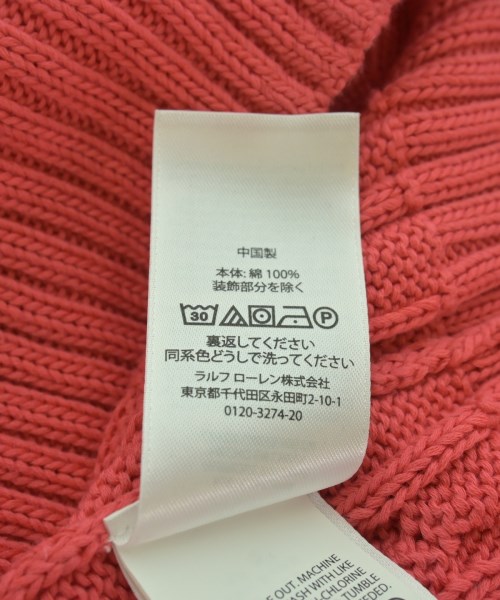 中国製
本体: 綿 100%
装飾部分を除く
30 P
裏返してください
同系色どうしで洗ってください
ラルフ ローレン株式会社
東京都千代田区永田町2-10-1
0120-3274-20
E OUT. MACHINE
ASH WITH LIKE
CHLORINE
TUMBLE